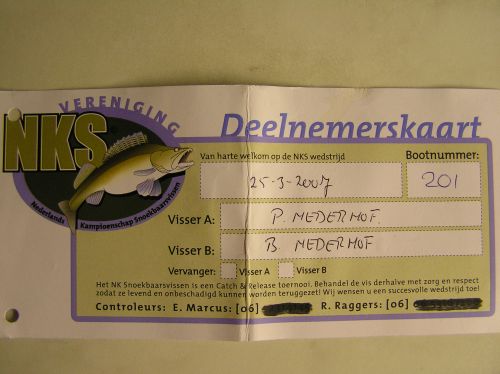 VERENIGING
NKS
Nederlands Kampioenschap Snoekbaarsvissen
Deelnemerskaart
Van harte welkom op de NKS wedstrijd
Bootnummer:
25-3-2007
201
Visser A: P. MEDERHOF.
Visser B: B. MEDERHOF
Vervanger: Visser A Visser B
Het NK Snoekbaarsvissen is een Catch & Release toernooi. Behandel de vis derhalve met zorg en respect
zodat ze levend en onbeschadigd kunnen worden teruggezet! Wij wensen u een succesvolle wedstrijd toe!
Controleurs: E. Marcus: [06] R. Raggers: [06]